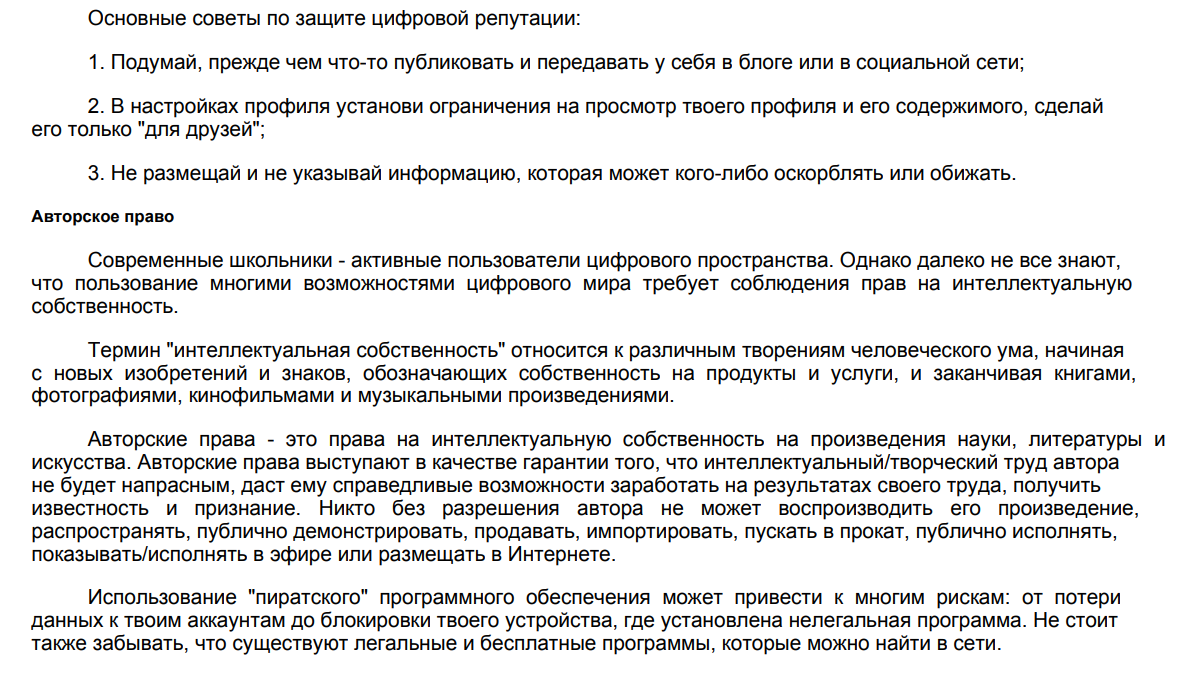 Основные советы по защите цифровой репутации:
1. Подумай, прежде чем что-то публиковать и передавать у себя в блоге или в социальной сети;
2. В настройках профиля установи ограничения на просмотр твоего профиля и его содержимого, сделай
его только "для друзей";
3. Не размещай и не указывай информацию, которая может кого-либо оскорблять или обижать.
Авторское право
Современные школьники - активные пользователи цифрового пространства. Однако далеко не все знают,
что пользование многими возможностями цифрового мира требует соблюдения прав на интеллектуальную
собственность.
Термин "интеллектуальная собственность" относится к различным творениям человеческого ума, начиная
с новых изобретений и знаков, обозначающих собственность на продукты и услуги, и заканчивая книгами,
фотографиями, кинофильмами и музыкальными произведениями.
Авторские права - это права на интеллектуальную собственность на произведения науки, литературы и
искусства. Авторские права выступают в качестве гарантии того, что интеллектуальный/творческий труд автора
не будет напрасным, даст ему справедливые возможности заработать на результатах своего труда, получить
известность и признание. Никто без разрешения автора не может воспроизводить его произведение,
распространять, публично демонстрировать, продавать, импортировать, пускать в прокат, публично исполнять,
показывать/исполнять в эфире или размещать в Интернете.
Использование "пиратского" программного обеспечения может привести к многим рискам: от потери
данных к твоим аккаунтам до блокировки твоего устройства, где установлена нелегальная программа. Не стоит
также забывать, что существуют легальные и бесплатные программы, которые можно найти в сети.